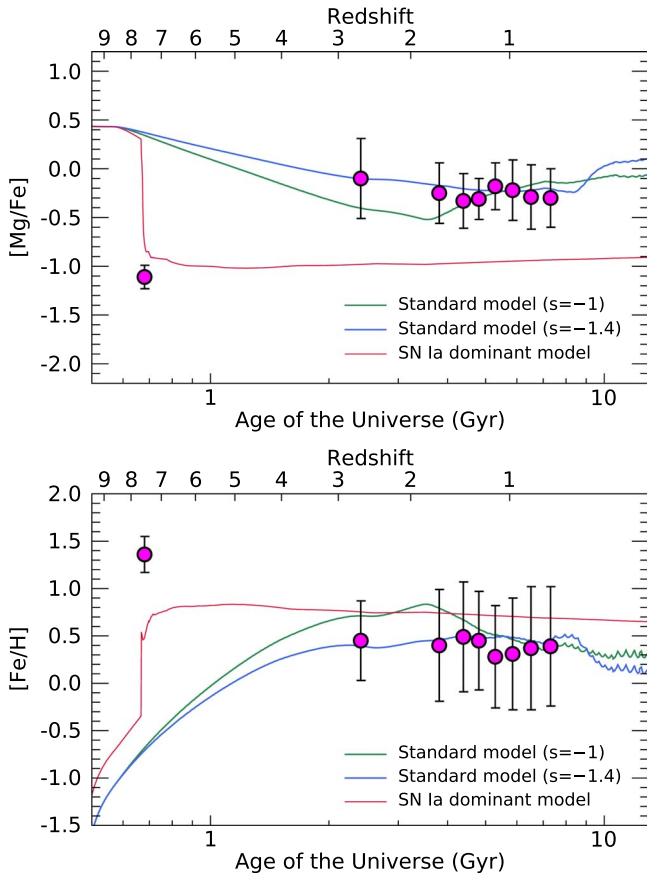 Redshift
9 8 7 6 5 4 3 2 1
1.0
0.5
0.0
-0.5
-1.0
-1.5
-2.0
[Mg/Fe]
Standard model (s=−1)
Standard model (s=−1.4)
SN Ia dominant model
1 10
Age of the Universe (Gyr)
Redshift
9 8 7 6 5 4 3 2 1
2.0
1.5
1.0
0.5
0.0
-0.5
-1.0
-1.5
[Fe/H]
Standard model (s=−1)
Standard model (s=−1.4)
SN Ia dominant model
1 10
Age of the Universe (Gyr)